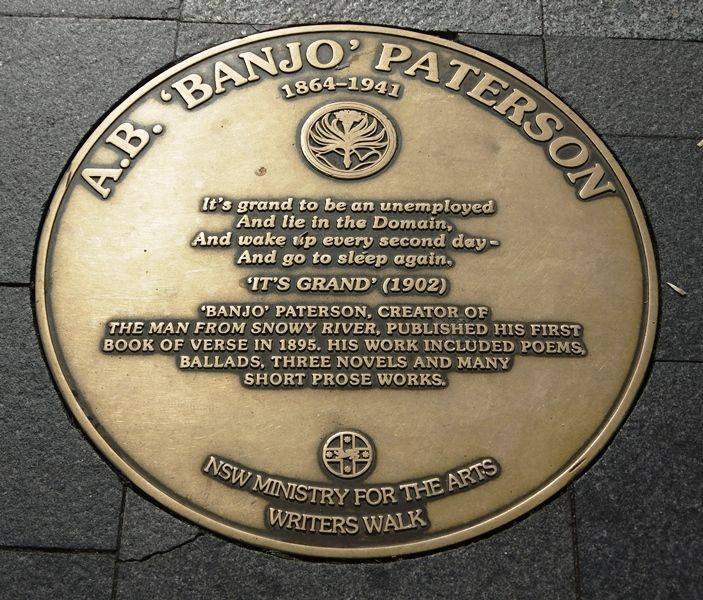 A.B. 'BANJO' PATERSON
1864–1941
It's grand to be an unemployed
And lie in the Domain,
And wake up every second day –
And go to sleep again.
'IT'S GRAND' (1902)
'BANJO' PATERSON, CREATOR OF
THE MAN FROM SNOWY RIVER, PUBLISHED HIS FIRST
BOOK OF VERSE IN 1895. HIS WORK INCLUDED POEMS,
BALLADS, THREE NOVELS AND MANY
SHORT PROSE WORKS.
NSW MINISTRY FOR THE ARTS
WRITERS WALK